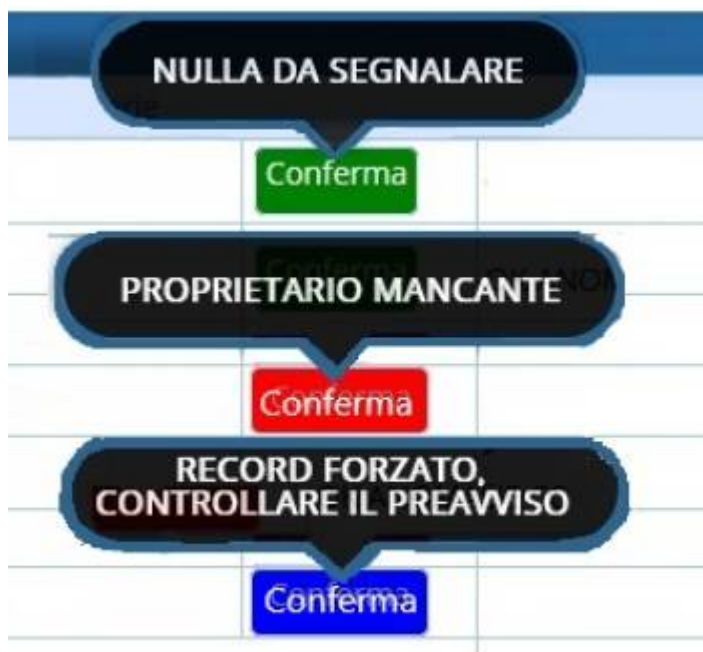 NULLA DA SEGNALARE
Conferma
PROPRIETARIO MANCANTE
Conferma
RECORD FORZATO,
CONTROLLARE IL PREAVVISO
Conferma